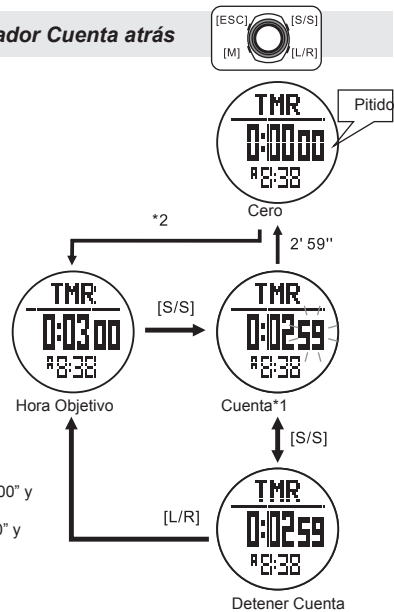 ador Cuenta atrás
[ESC] [S/S]
[M] [L/R]
TMR
0:00 00
A 8:38
Pitido
Cero
*2
2' 59''
TMR
0:03 00
A 8:38
Hora Objetivo
[S/S]
TMR
0:02 59
A 8:38
Cuenta*1
[S/S]
00” y
0” y
[L/R]
TMR
0:02 59
A 8:38
Detener Cuenta